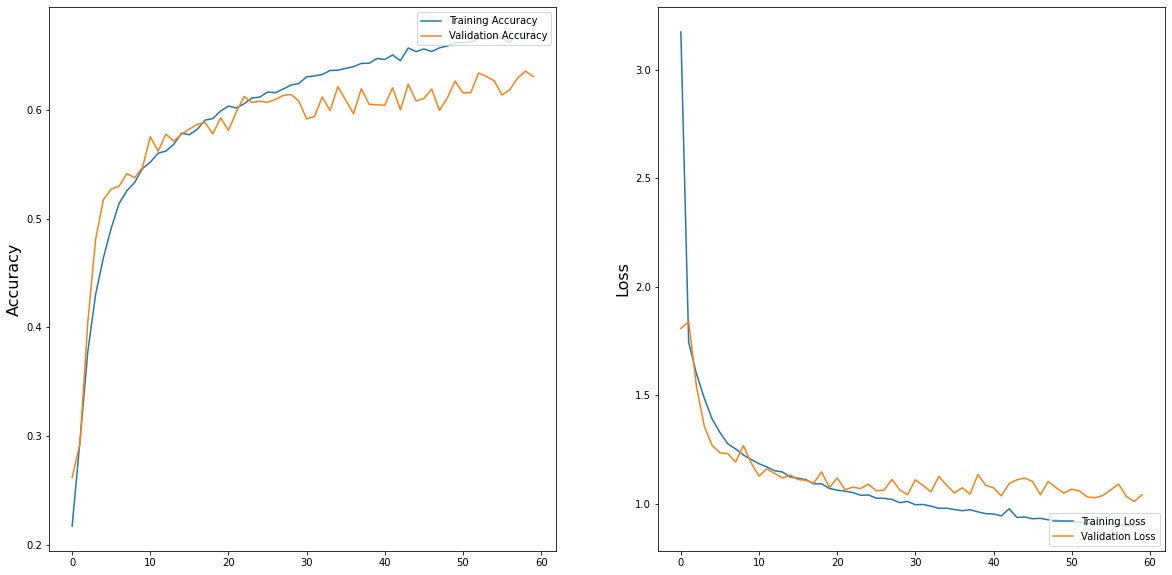 Training Accuracy
Validation Accuracy
Accuracy
0.6
0.5
0.4
0.3
0.2
0 10 20 30 40 50 60
Loss
3.0
2.5
2.0
1.5
1.0
Training Loss
Validation Loss
0 10 20 30 40 50 60